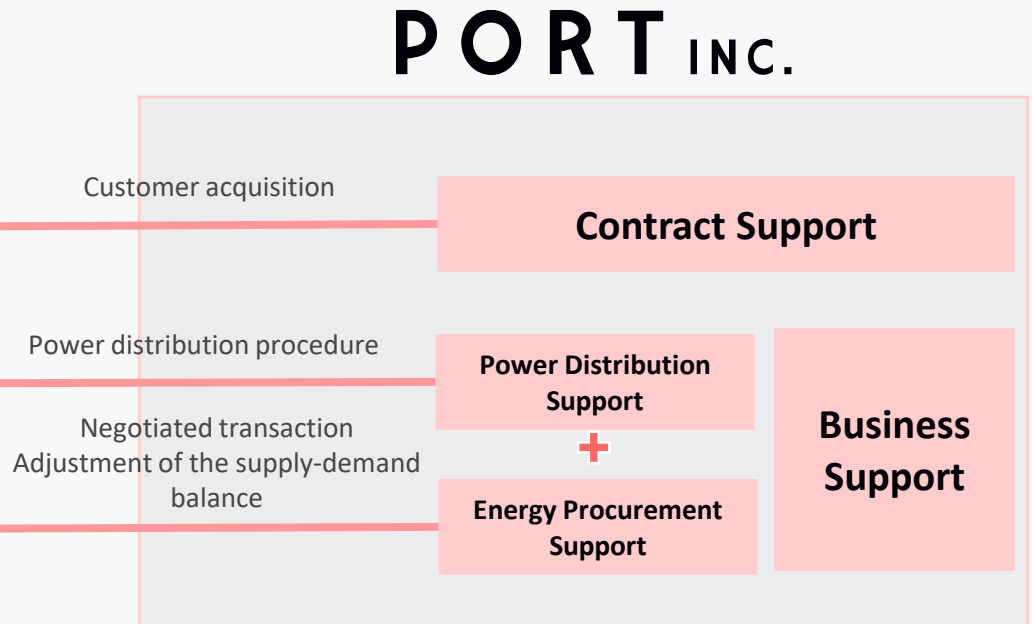 PORT INC.
Customer acquisition
Contract Support
Power distribution procedure
Power Distribution
Support
Negotiated transaction
Adjustment of the supply-demand
balance
+
Energy Procurement
Support
Business
Support